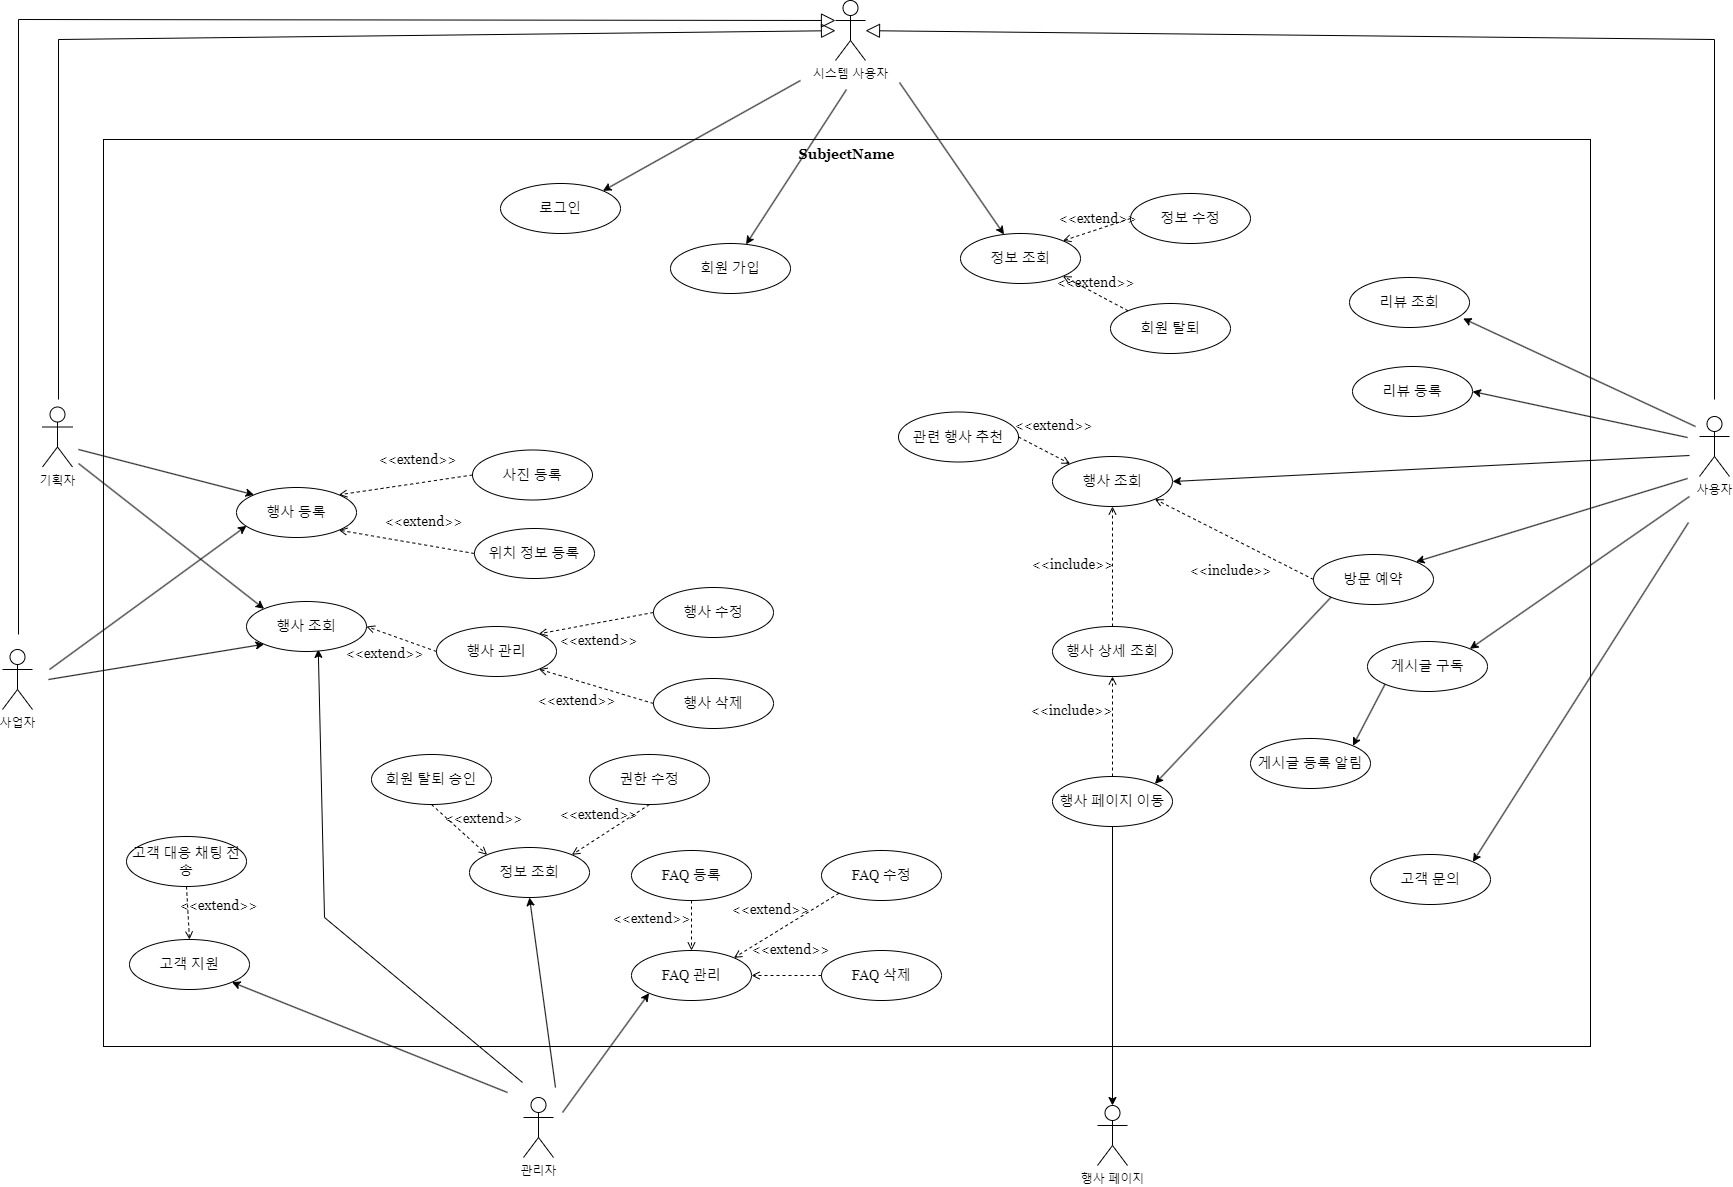 시스템 사용자
SubjectName
로그인
회원 가입
정보 조회
<<extend>>
정보 수정
<<extend>>
회원 탈퇴
리뷰 조회
리뷰 등록
기획자
사용자
관련 행사 추천
<<extend>>
행사 조회
<<extend>>
사진 등록
행사 등록
<<extend>>
위치 정보 등록
<<include>>
<<include>>
방문 예약
행사 조회
<<extend>>
행사 관리
행사 수정
<<extend>>
<<extend>>
행사 삭제
행사 상세 조회
게시글 구독
사업자
<<include>>
게시글 등록 알림
행사 페이지 이동
회원 탈퇴 승인
권한 수정
<<extend>>
<<extend>>
정보 조회
고객 대응 채팅 전
송
<<extend>>
고객 지원
FAQ 등록
FAQ 수정
<<extend>>
<<extend>>
<<extend>>
FAQ 관리
FAQ 삭제
고객 문의
관리자
행사 페이지